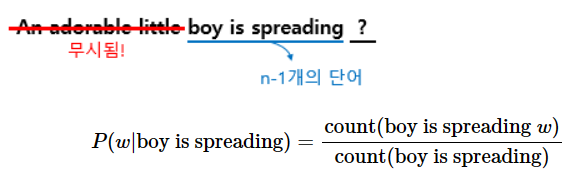 An adorable little boy is spreading ?
무시됨!
n-1개의 단어
P(w|boy is spreading) = count(boy is spreading w) / count(boy is spreading)